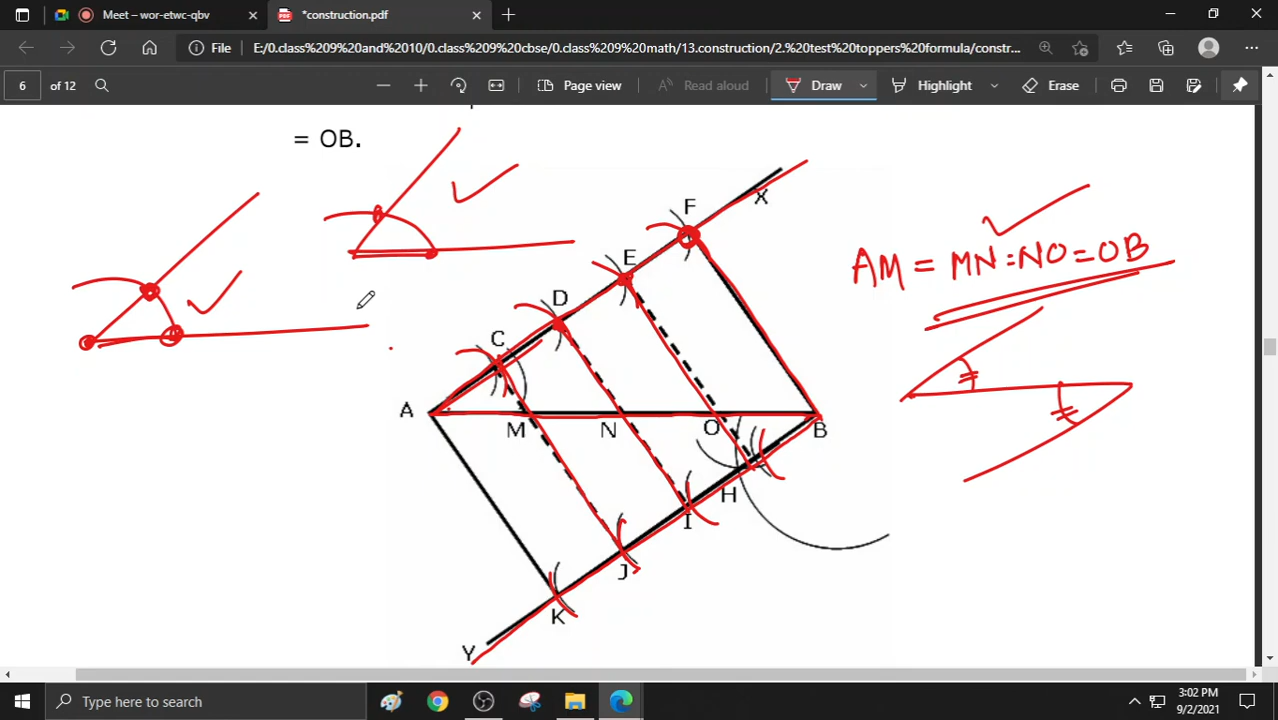 Meet – wor-etwc-qbv
*construction.pdf
File
E:/0.class%209%20and%2010/0.class%209%20cbse/0.class%209%20math/13.construction/2.%20test%20toppers%20formula/constr...
6 of 12
Page view
Read aloud
Draw
Highlight
Erase
= OB.
X
F
AM = MN=NO=OB
E
D
C
A
M
N
O
B
H
I
J
K
Y
Type here to search
3:02 PM
9/2/2021